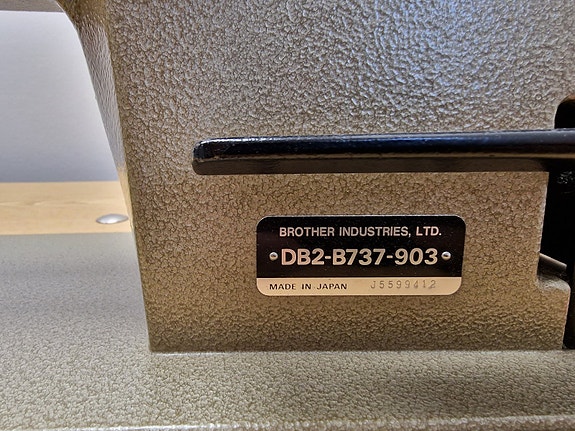 BROTHER INDUSTRIES, LTD.
DB2-B737-903
MADE IN JAPAN J5599412